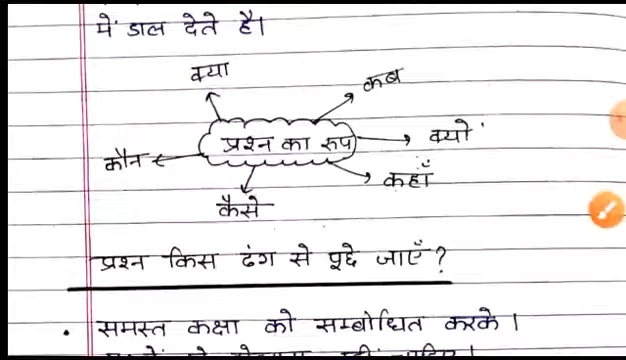 में डाल देते है।
क्या
कब
प्रश्न का रूप
क्यों
कौन
कहाँ
कैसे
प्रश्न किस ढंग से पूछे जाएँ?
• समस्त कक्षा को सम्बोधित करके।